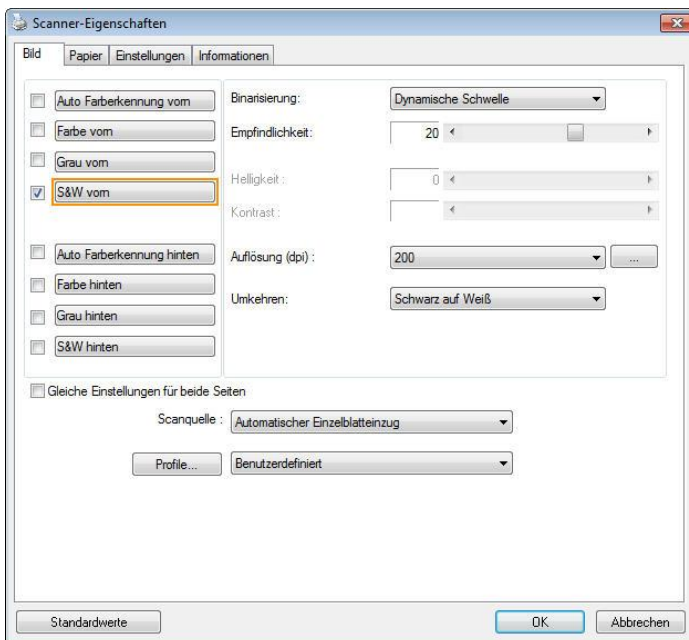 Scanner-Eigenschaften
Bild Papier Einstellungen Informationen
Auto Farberkennung vorn
Farbe vorn
Grau vorn
S&W vorn
Auto Farberkennung hinten
Farbe hinten
Grau hinten
S&W hinten
Binarisierung: Dynamische Schwelle
Empfindlichkeit: 20
Helligkeit : 0
Kontrast :
Auflösung (dpi) : 200 ...
Umkehren: Schwarz auf Weiß
Gleiche Einstellungen für beide Seiten
Scanquelle : Automatischer Einzelblatteinzug
Profile... Benutzerdefiniert
Standardwerte OK Abbrechen